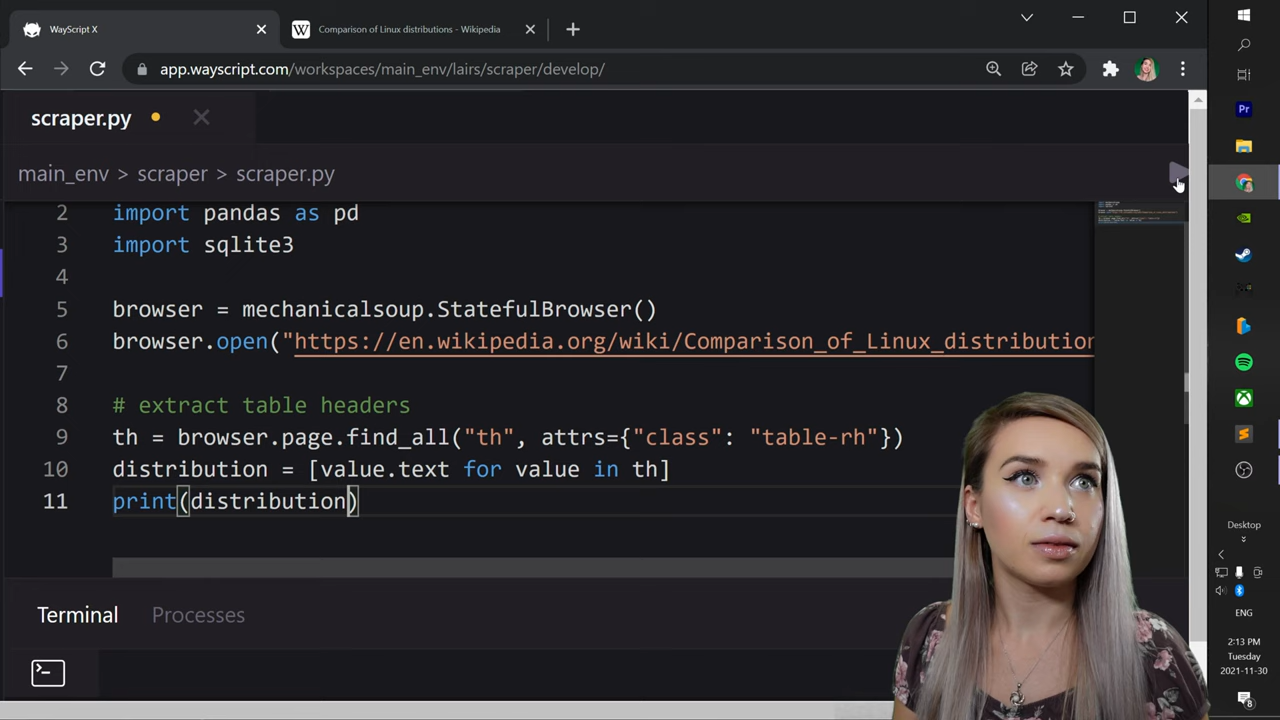 WayScript X
Comparison of Linux distributions - Wikipedia
app.wayscript.com/workspaces/main_env/lairs/scraper/develop/
scraper.py
main_env > scraper > scraper.py
2 import pandas as pd
3 import sqlite3
4
5 browser = mechanicalsoup.StatefulBrowser()
6 browser.open("https://en.wikipedia.org/wiki/Comparison_of_Linux_distribution
7
8 # extract table headers
9 th = browser.page.find_all("th", attrs={"class": "table-rh"})
10 distribution = [value.text for value in th]
11 print(distribution)
Terminal Processes
W
Pr
Desktop
ENG
2:13 PM
Tuesday
2021-11-30
8